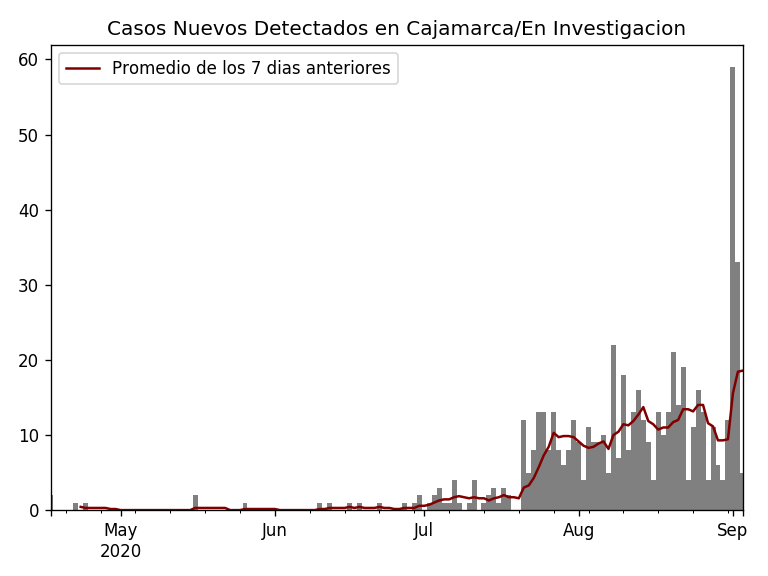 Casos Nuevos Detectados en Cajamarca/En Investigacion
Promedio de los 7 dias anteriores
60
50
40
30
20
10
0
May
2020
Jun
Jul
Aug
Sep